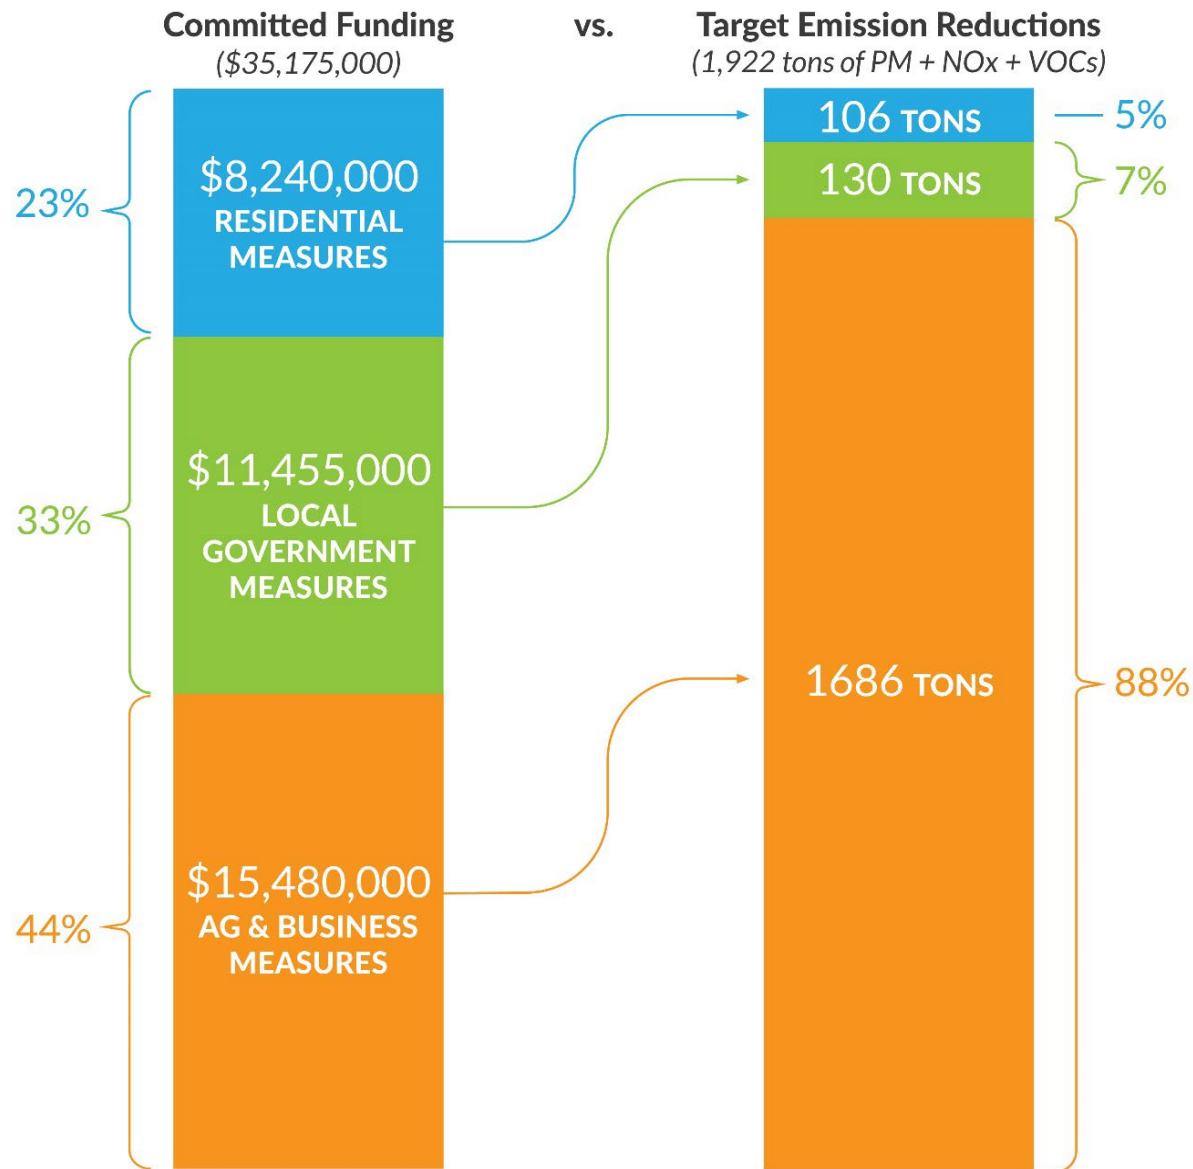 Committed Funding
vs.
Target Emission Reductions
($35,175,000)
(1,922 tons of PM + NOx + VOCs)
23%
$8,240,000
RESIDENTIAL
MEASURES
106 TONS
5%
130 TONS
7%
33%
$11,455,000
LOCAL
GOVERNMENT
MEASURES
1686 TONS
88%
44%
$15,480,000
AG & BUSINESS
MEASURES